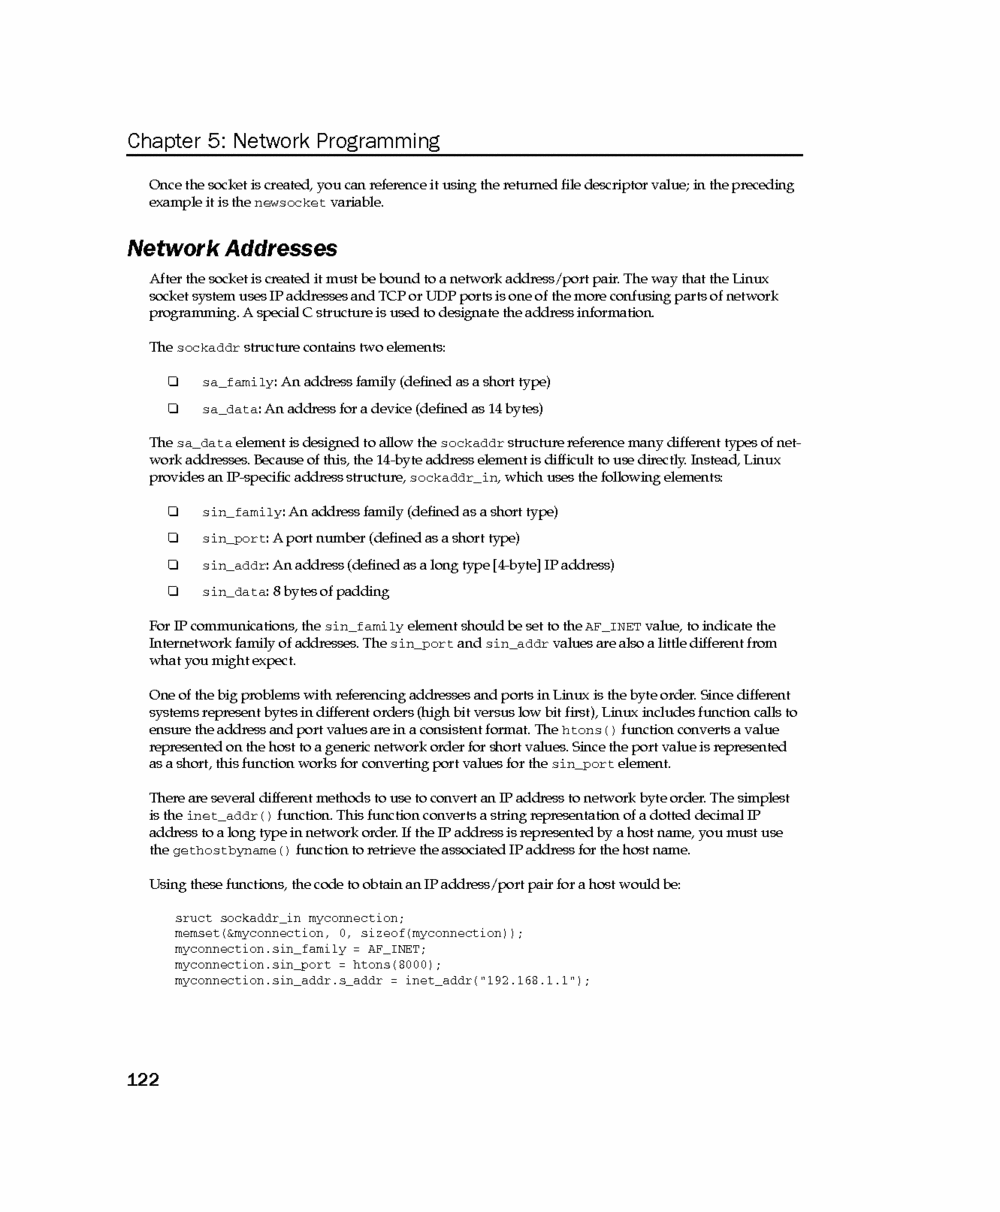 Chapter 5: Network Programming
Once the socket is created, you can reference it using the returned file descriptor value; in the preceding
example it is the newsocket variable.
Network Addresses
After the socket is created it must be bound to a network address/port pair. The way that the Linux
socket system uses IP addresses and TCP or UDP ports is one of the more confusing parts of network
programming. A special C structure is used to designate the address information.
The sockaddr structure contains two elements:
❑ sa_family: An address family (defined as a short type)
❑ sa_data: An address for a device (defined as 14 bytes)
The sa_data element is designed to allow the sockaddr structure reference many different types of net-
work addresses. Because of this, the 14-byte address element is difficult to use directly. Instead, Linux
provides an IP-specific address structure, sockaddr_in, which uses the following elements:
❑ sin_family: An address family (defined as a short type)
❑ sin_port: A port number (defined as a short type)
❑ sin_addr: An address (defined as a long type [4-byte] IP address)
❑ sin_data: 8 bytes of padding
For IP communications, the sin_family element should be set to the AF_INET value, to indicate the
Internetwork family of addresses. The sin_port and sin_addr values are also a little different from
what you might expect.
One of the big problems with referencing addresses and ports in Linux is the byte order. Since different
systems represent bytes in different orders (high bit versus low bit first), Linux includes function calls to
ensure the address and port values are in a consistent format. The htons() function converts a value
represented on the host to a generic network order for short values. Since the port value is represented
as a short, this function works for converting port values for the sin_port element.
There are several different methods to use to convert an IP address to network byte order. The simplest
is the inet_addr() function. This function converts a string representation of a dotted decimal IP
address to a long type in network order. If the IP address is represented by a host name, you must use
the gethostbyname() function to retrieve the associated IP address for the host name.
Using these functions, the code to obtain an IP address/port pair for a host would be:
sruct sockaddr_in myconnection;
memset(&myconnection, 0, sizeof(myconnection));
myconnection.sin_family = AF_INET;
myconnection.sin_port = htons(8000);
myconnection.sin_addr.s_addr = inet_addr("192.168.1.1");
122